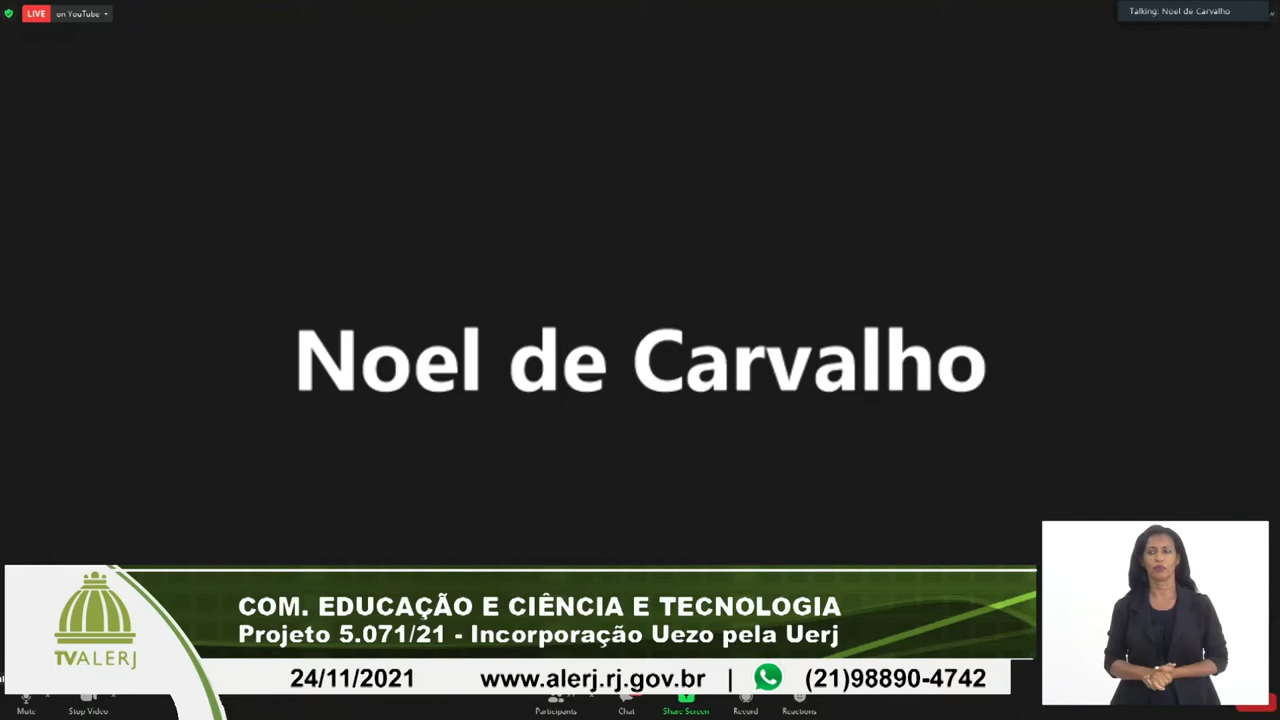 LIVE on YouTube
Talking: Noel de Carvalho
Noel de Carvalho
COM. EDUCAÇÃO E CIÊNCIA E TECNOLOGIA
Projeto 5.071/21 - Incorporação Uezo pela Uerj
TVALERJ
24/11/2021 www.alerj.rj.gov.br | (21)98890-4742
Mute Stop Video Participants Chat Share Screen Record Reactions